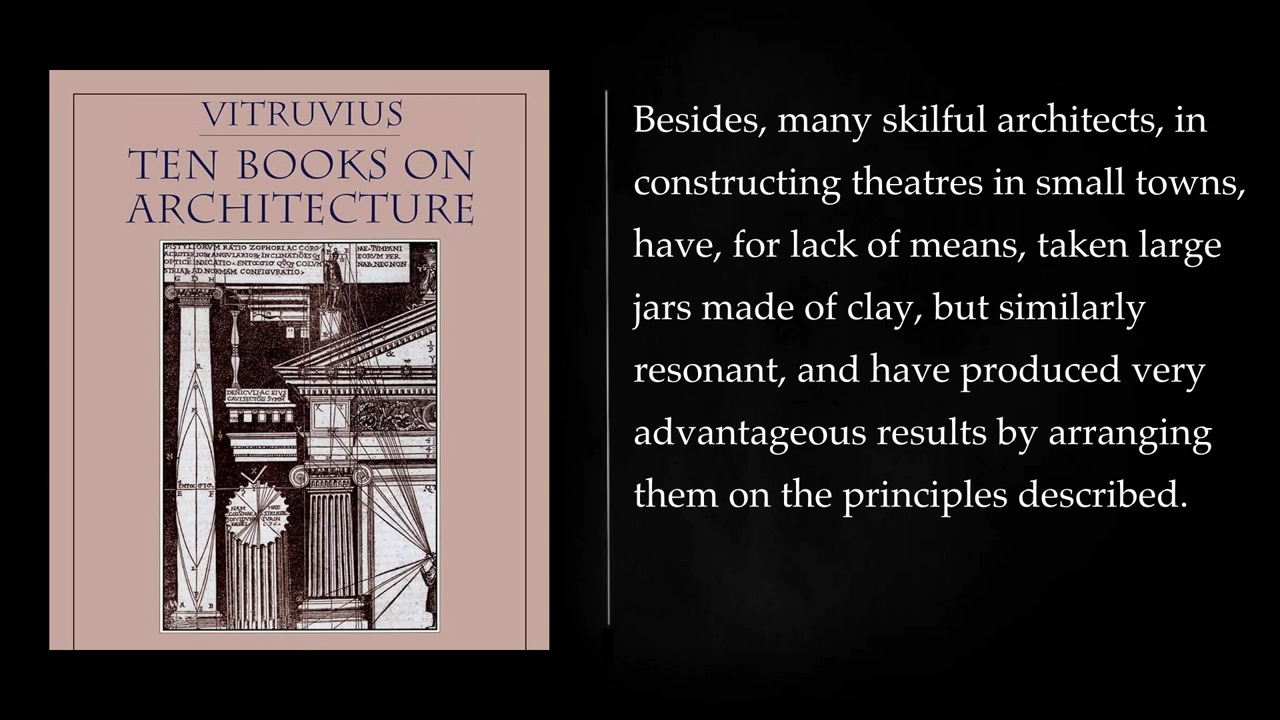 VITRUVIUS
TEN BOOKS ON
ARCHITECTURE
Besides, many skilful architects, in
constructing theatres in small towns,
have, for lack of means, taken large
jars made of clay, but similarly
resonant, and have produced very
advantageous results by arranging
them on the principles described.